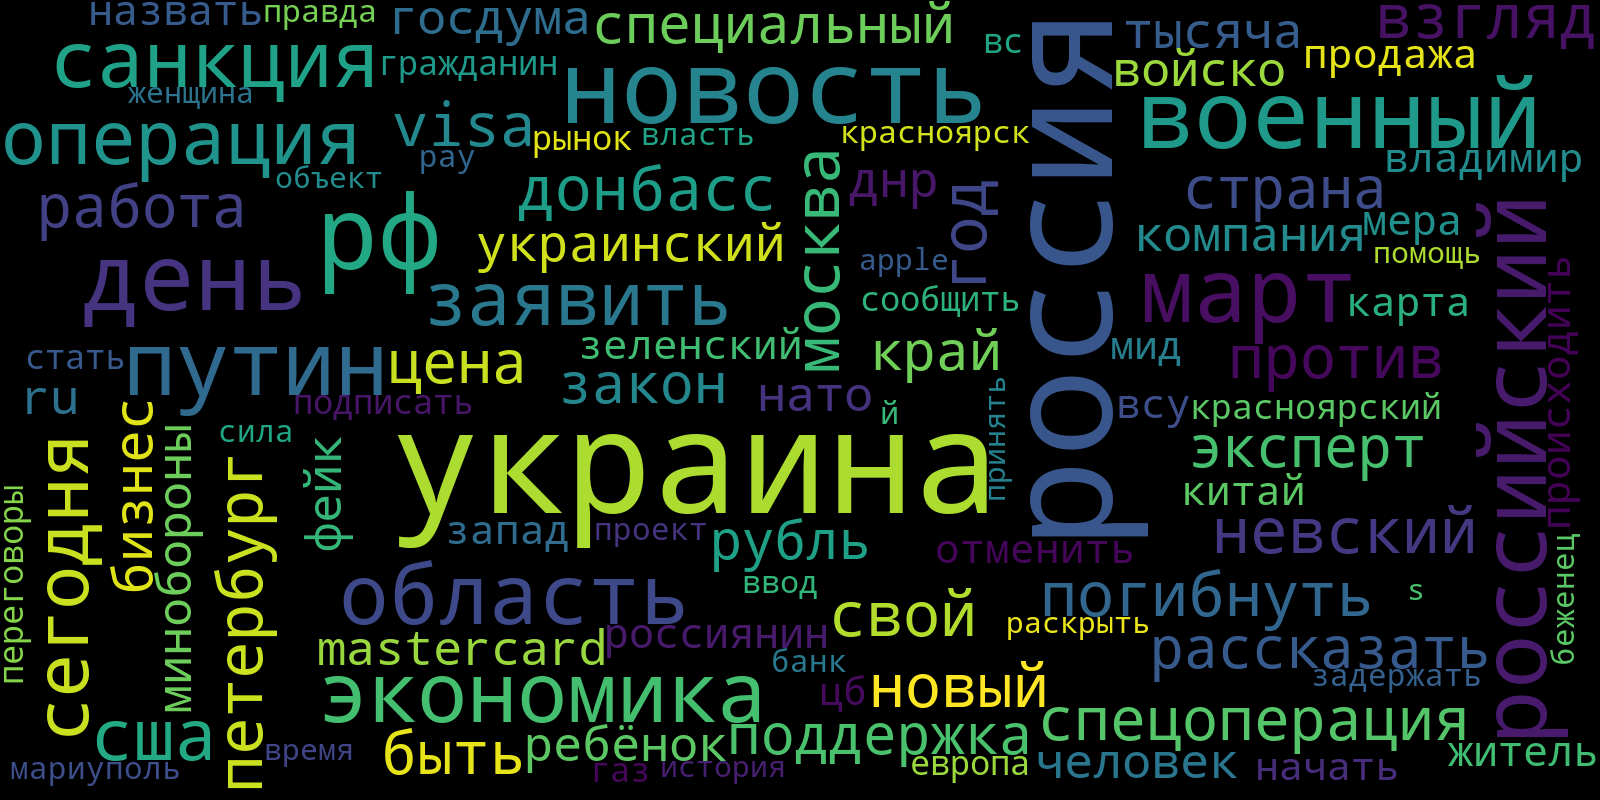 назвать
правда
госдума
специальный
вс
тысяча
взгляд
санкция
гражданин
новость
россия
войско
продажа
женщина
операция
visa
рынок
власть
красноярск
военный
рау
объект
москва
днр
владимир
работа
рф
донбасс
год
страна
российский
украинский
компания
мера
день
apple
помощь
заявить
сообщить
март
карта
происходить
стать
путин
цена
зеленский
край
мид
против
ru
подписать
закон
нато
й
принять
всу
красноярский
сила
украина
эксперт
сегодня
бизнес
минобороны
петербург
фейк
китай
переговоры
запад
проект
рубль
отменить
невский
беженец
область
ввод
свой
погибнуть
s
mastercard
россиянин
раскрыть
рассказать
экономика
банк
цб
новый
задержать
сша
поддержка
спецоперация
время
быть
ребёнок
житель
мариуполь
газ
история
европа
человек
начать